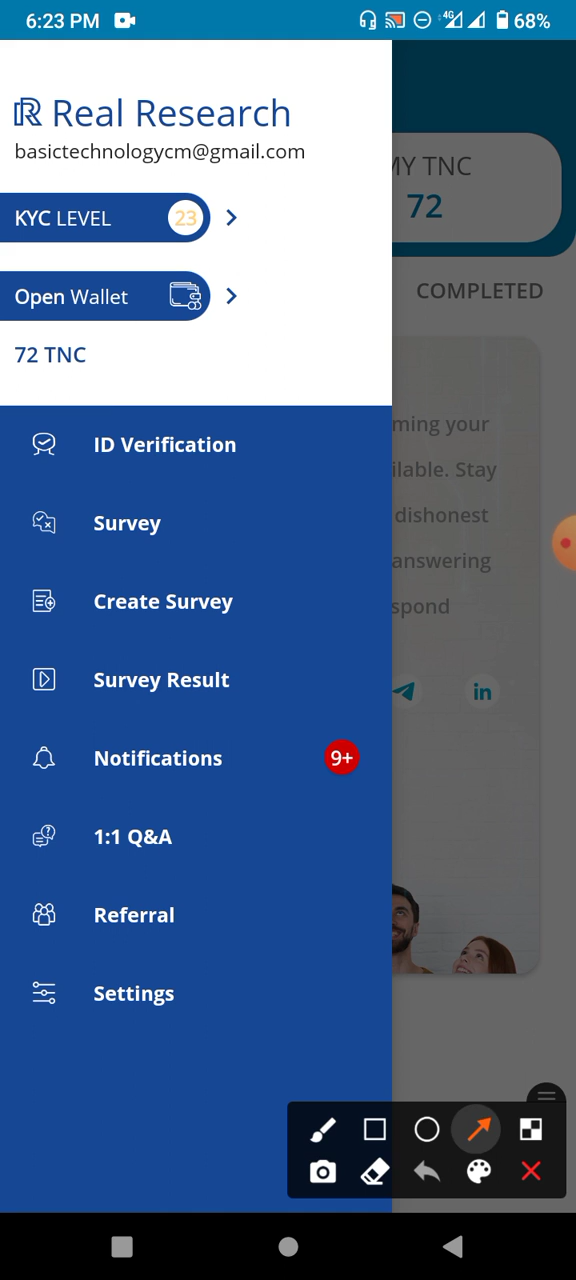 6:23 PM
4G
68%
Real Research
basictechnologycm@gmail.com
KYC LEVEL 23
Open Wallet
72 TNC
MY TNC
72
COMPLETED
ming your
ilable. Stay
dishonest
answering
spond
in
ID Verification
Survey
Create Survey
Survey Result
Notifications 9+
1:1 Q&A
Referral
Settings